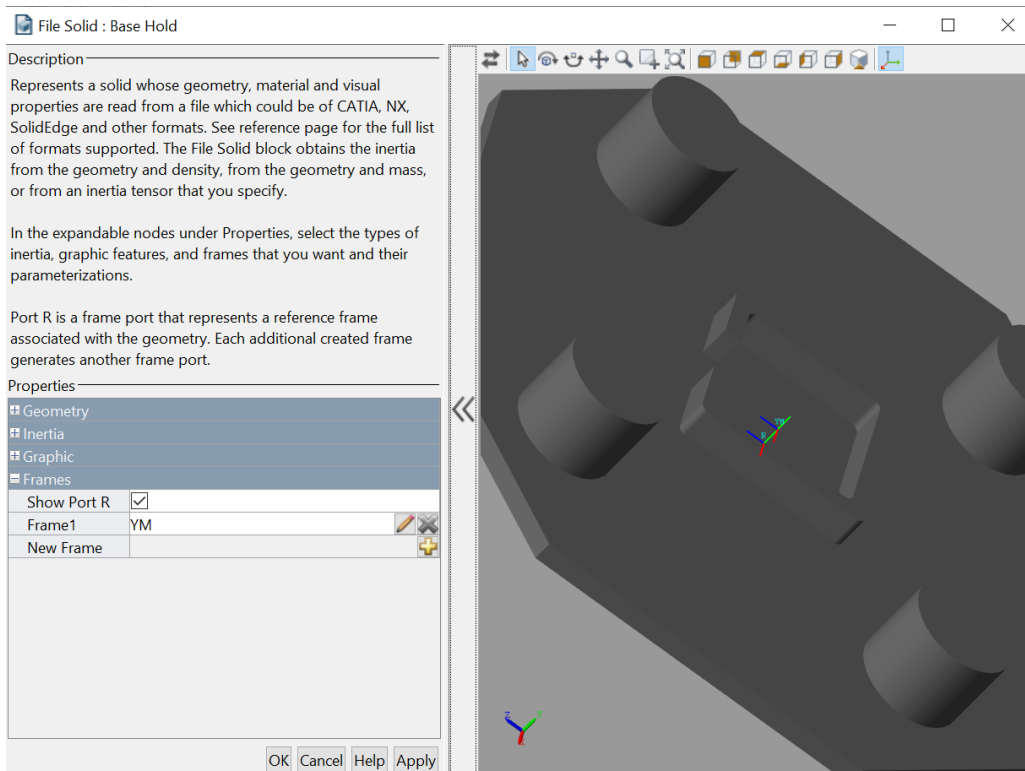 File Solid : Base Hold
Description
Represents a solid whose geometry, material and visual
properties are read from a file which could be of CATIA, NX,
SolidEdge and other formats. See reference page for the full list
of formats supported. The File Solid block obtains the inertia
from the geometry and density, from the geometry and mass,
or from an inertia tensor that you specify.
In the expandable nodes under Properties, select the types of
inertia, graphic features, and frames that you want and their
parameterizations.
Port R is a frame port that represents a reference frame
associated with the geometry. Each additional created frame
generates another frame port.
Properties
Geometry
Inertia
Graphic
Frames
Show Port R
Frame1 YM
New Frame
OK Cancel Help Apply
YM
R
Z